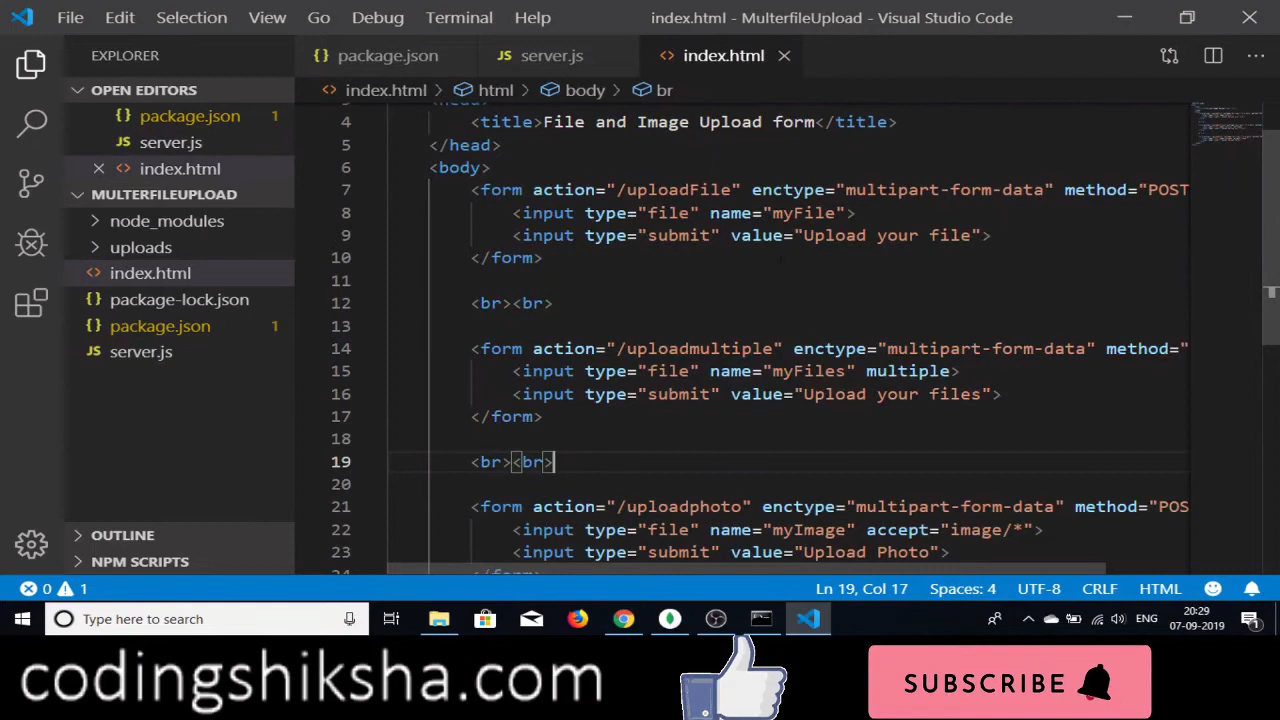 File Edit Selection View Go Debug Terminal Help index.html - MulterfileUpload - Visual Studio Code
EXPLORER
{} package.json JS server.js <> index.html
OPEN EDITORS
<> index.html > html > body > br
{} package.json 1
JS server.js
<> index.html
MULTERFILEUPLOAD
node_modules
uploads
<> index.html
package-lock.json
{} package.json 1
JS server.js
OUTLINE
NPM SCRIPTS
4 <title>File and Image Upload form</title>
5 </head>
6 <body>
7 <form action="/uploadFile" enctype="multipart-form-data" method="POST
8 <input type="file" name="myFile">
9 <input type="submit" value="Upload your file">
10 </form>
11
12 <br><br>
13
14 <form action="/uploadmultiple" enctype="multipart-form-data" method="
15 <input type="file" name="myFiles" multiple>
16 <input type="submit" value="Upload your files">
17 </form>
18
19 <br><br>
20
21 <form action="/uploadphoto" enctype="multipart-form-data" method="POS
22 <input type="file" name="myImage" accept="image/*">
23 <input type="submit" value="Upload Photo">
0 1 Ln 19, Col 17 Spaces: 4 UTF-8 CRLF HTML
Type here to search ENG 20:29
07-09-2019 1
codingshiksha.com SUBSCRIBE